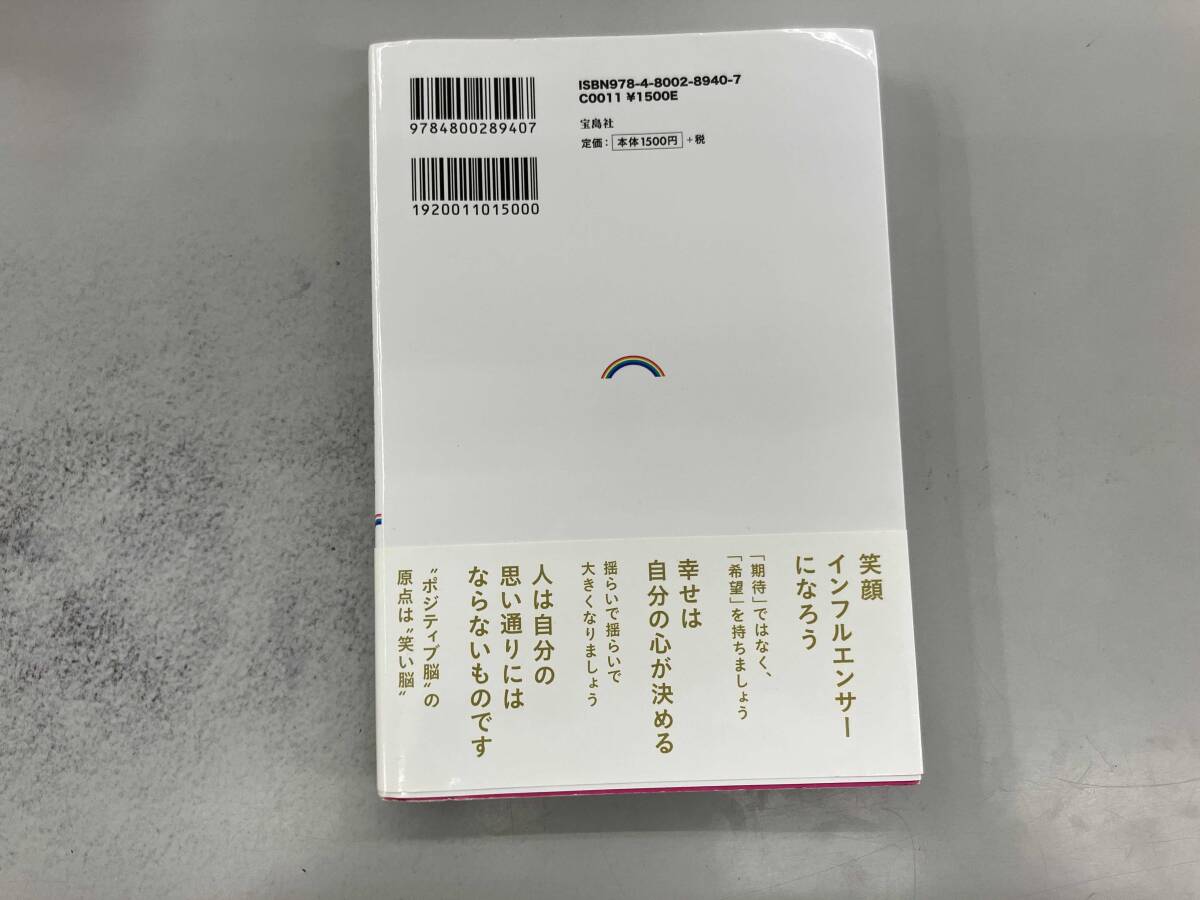 ISBN978-4-8002-8940-7
C0011 ¥1500E
9784800289407
宝島社
定価： 本体1500円 +税
1920011015000
笑顔
インフルエンサー
になろう
「期待」ではなく、
「希望」を持ちましょう
幸せは
自分の心が決める
揺らいで揺らいで
大きくなりましょう
人は自分の
思い通りには
ならないものです
“ポジティブ脳”の
原点は“笑い脳”